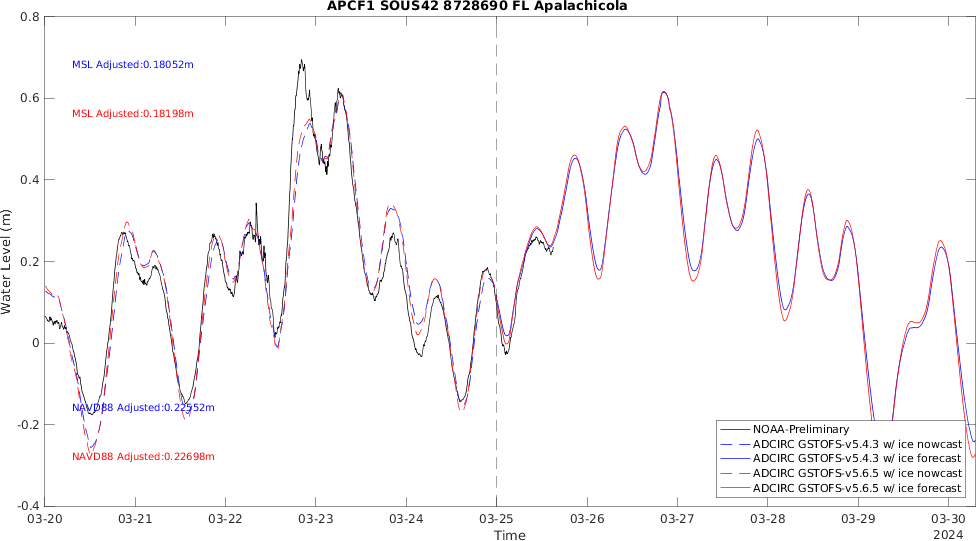 APCF1 SOUS42 8728690 FL Apalachicola
0.8
0.6
0.4
0.2
0
-0.2
-0.4
Water Level (m)
MSL Adjusted:0.18052m
MSL Adjusted:0.18198m
NAVD88 Adjusted:0.22552m
NAVD88 Adjusted:0.22698m
NOAA-Preliminary
ADCIRC GSTOFS-v5.4.3 w/ ice nowcast
ADCIRC GSTOFS-v5.4.3 w/ ice forecast
ADCIRC GSTOFS-v5.6.5 w/ ice nowcast
ADCIRC GSTOFS-v5.6.5 w/ ice forecast
03-20 03-21 03-22 03-23 03-24 03-25 03-26 03-27 03-28 03-29 03-30
Time
2024